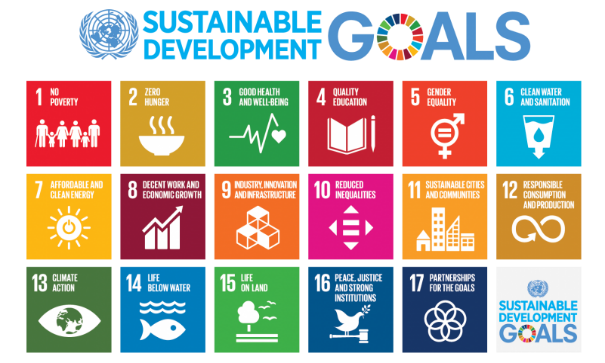 SUSTAINABLE
DEVELOPMENT
GOALS
1 NO
POVERTY
2 ZERO
HUNGER
3 GOOD HEALTH
AND WELL-BEING
4 QUALITY
EDUCATION
5 GENDER
EQUALITY
6 CLEAN WATER
AND SANITATION
7 AFFORDABLE AND
CLEAN ENERGY
8 DECENT WORK AND
ECONOMIC GROWTH
9 INDUSTRY, INNOVATION
AND INFRASTRUCTURE
10 REDUCED
INEQUALITIES
11 SUSTAINABLE CITIES
AND COMMUNITIES
12 RESPONSIBLE
CONSUMPTION
AND PRODUCTION
13 CLIMATE
ACTION
14 LIFE
BELOW WATER
15 LIFE
ON LAND
16 PEACE, JUSTICE
AND STRONG
INSTITUTIONS
17 PARTNERSHIPS
FOR THE GOALS
SUSTAINABLE
DEVELOPMENT
GOALS